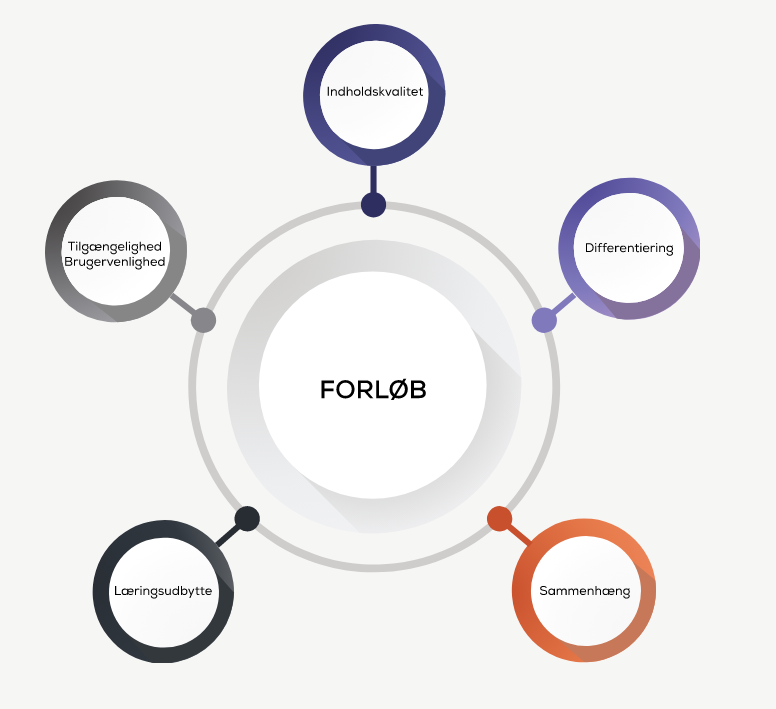 Indholdskvalitet
Tilgængelighed
Brugervenlighed
Differentiering
FORLØB
Læringsudbytte
Sammenhæng